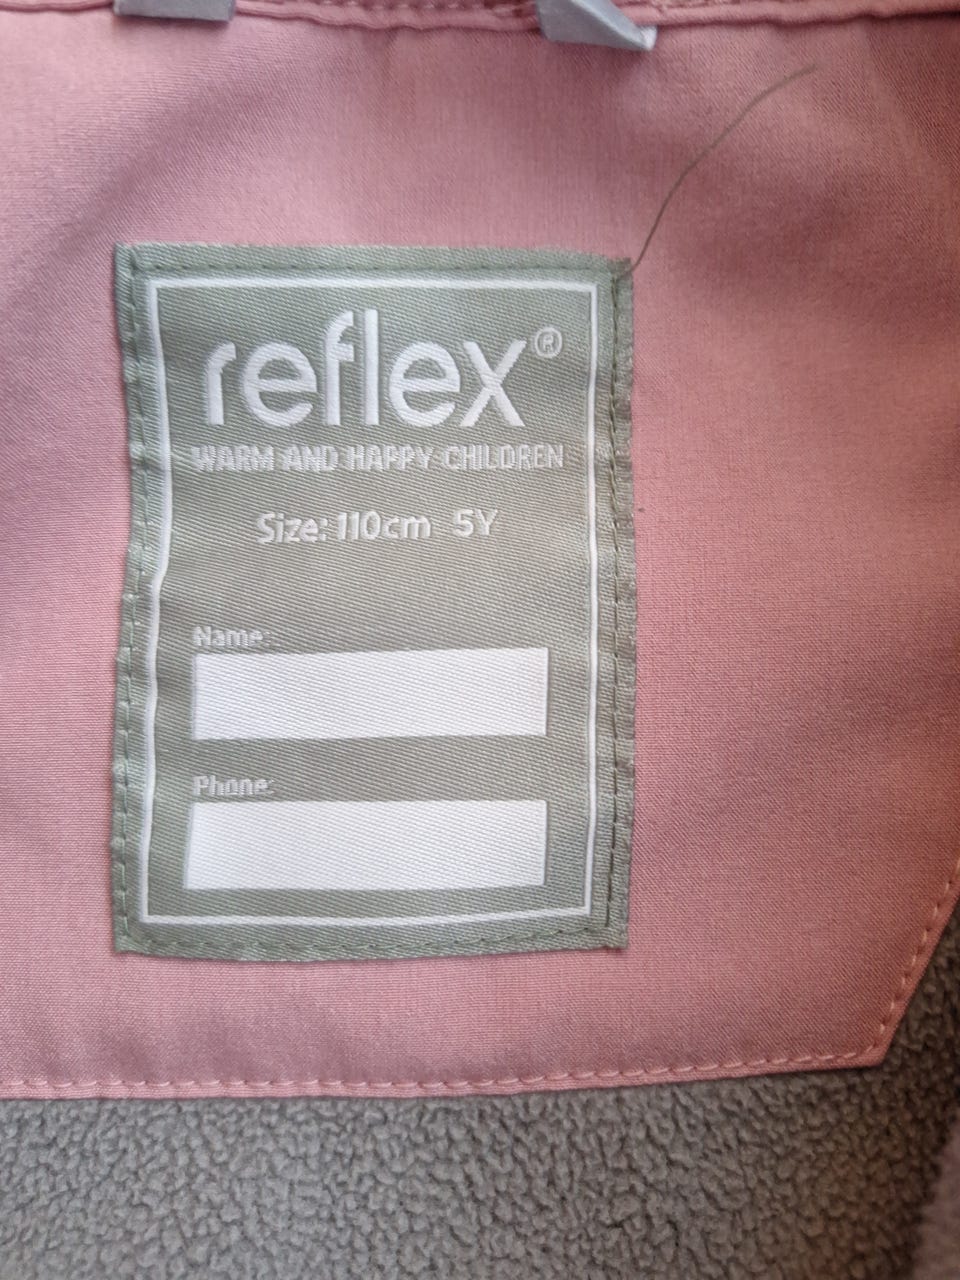 reflex®
WARM AND HAPPY CHILDREN
Size: 110cm 5Y
Name:
Phone: